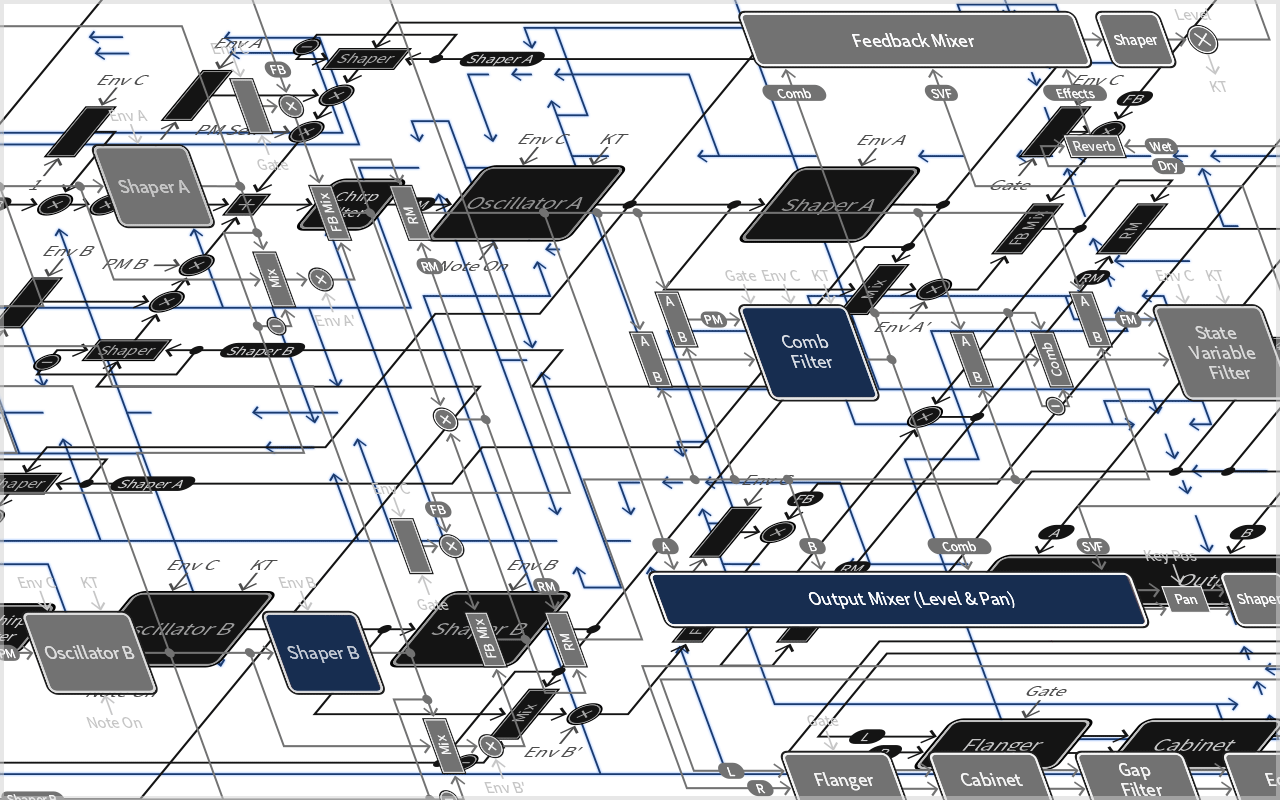 Feedback Mixer
Shaper
Level
KT
Env A
FB
Shaper
Shaper A
Env C
Env A
Gate
Comb
SVF
Effects
Env C
FB
Reverb
Wet
Dry
Gate
Shaper A
1
FB Mix
Chirp
RM
Env C
KT
Oscillator A
Note On
RM
Env A
Shaper A
FB Mix
RM
RM
Env B
PM B
Mix
Env A'
Shaper
Shaper B
A
B
A
B
PM
Gate
Env C
KT
Comb
Filter
Mix
Env A'
A
B
Comb
A
B
FM
Env C
KT
State
Variable
Filter
Shaper A
Env C
FB
Gate
FB
A
B
RM
Comb
A
SVF
B
Key Pos
Output Mixer (Level & Pan)
Pan
Shaper
Env C
KT
Env C
KT
Env B
Env B
RM
PM
Oscillator B
Shaper B
Shaper B
FB Mix
RM
Note On
Mix
Mix
Env B'
Env B'
Gate
Gate
L
L
R
Flanger
Cabinet
Flanger
Cabinet
Gap
Filter
Shaper B